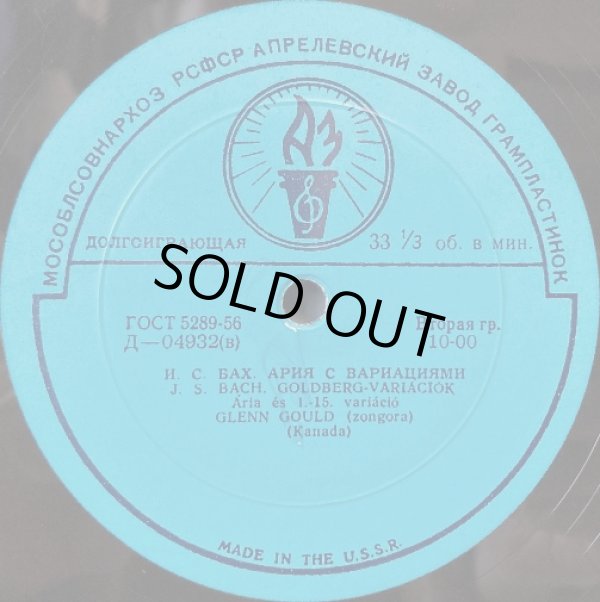 МОСОБЛСОВНАРХОЗ РСФСР АПРЕЛЕВСКИЙ ЗАВОД ГРАМПЛАСТИНОК
АЗ
ДОЛГОИГРАЮЩАЯ 33 1/3 об. в мин.
SOLD OUT
ГОСТ 5289-56 Вторая гр.
Д—04932(в) 10-00
И. С. БАХ. АРИЯ С ВАРИАЦИЯМИ
J. S. BACH. GOLDBERG-VARIÁCIÓK
Ária és 1.-15. variáció
GLENN GOULD (zongora)
(Kanada)
MADE IN THE U.S.S.R.